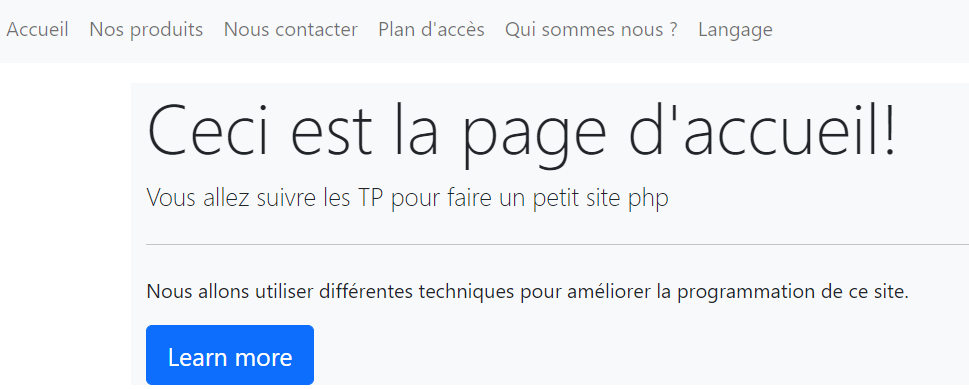 Accueil Nos produits Nous contacter Plan d'accès Qui sommes nous ? Langage
Ceci est la page d'accueil!
Vous allez suivre les TP pour faire un petit site php
Nous allons utiliser différentes techniques pour améliorer la programmation de ce site.
Learn more